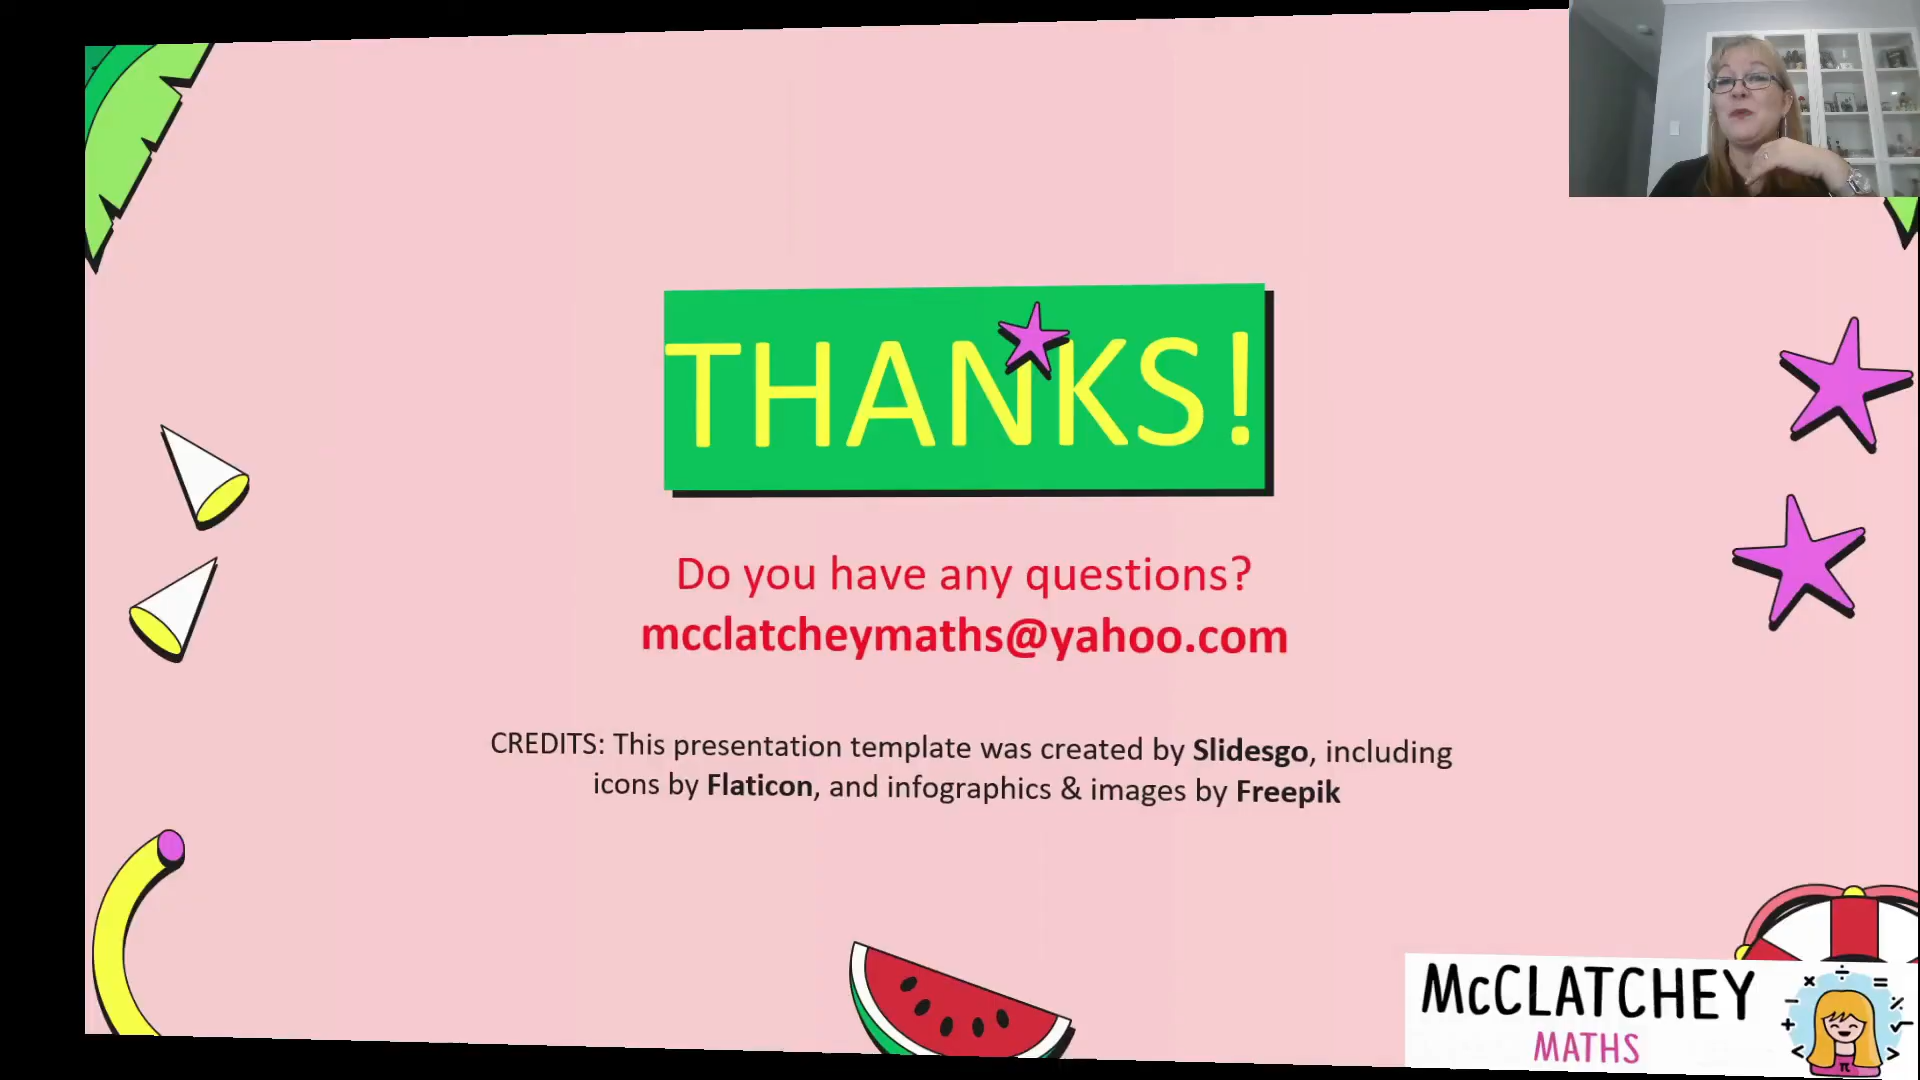 THANKS!
Do you have any questions?
mcclatcheymaths@yahoo.com
CREDITS: This presentation template was created by Slidesgo, including
icons by Flaticon, and infographics & images by Freepik
McCLATCHEY
MATHS